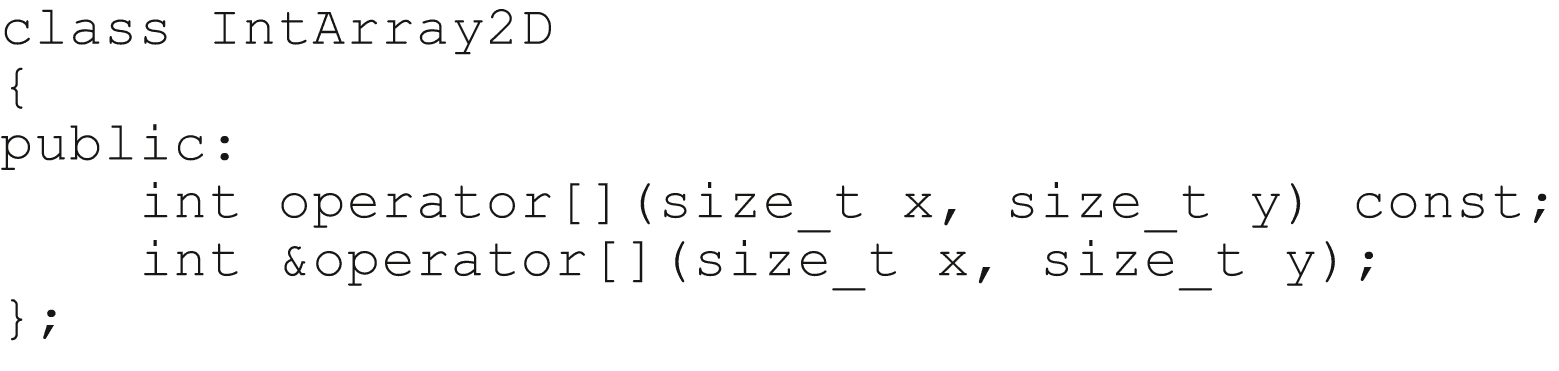 class IntArray2D
{
public:
    int operator[](size_t x, size_t y) const;
    int &operator[](size_t x, size_t y);
};